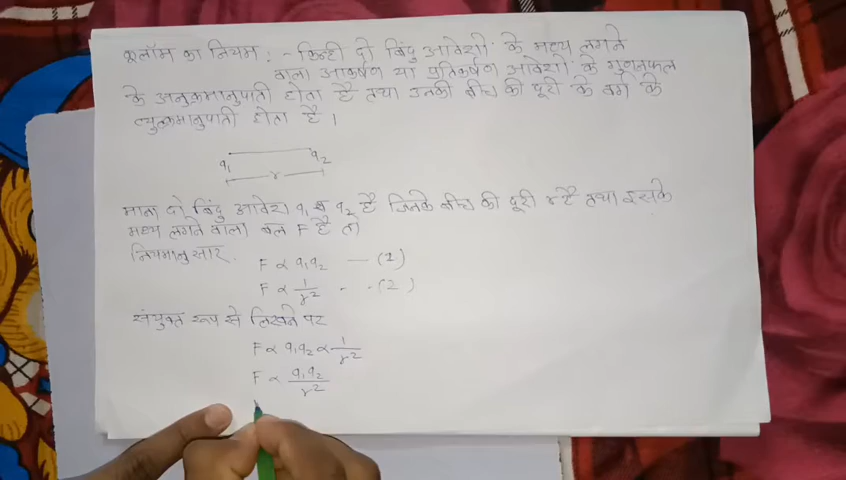 कूलॉम का नियम : - किन्ही दो बिंदु आवेशों के मध्य लगने
वाला आकर्षण या प्रतिकर्षण आवेशों के गुणनफल
के अनुक्रमानुपाती होता है तथा उनकी बीच की दूरी के वर्ग के
व्युत्क्रमानुपाती होता है ।
q₁ q₂
r
माना दो बिंदु आवेश q₁ व q₂ है जिनके बीच की दूरी r है तथा इसके
मध्य लगने वाला बल F है तो
नियमानुसार.
F ∝ q₁q₂ — (1)
F ∝ 1/r² - - (2)
संयुक्त रूप से लिखने पर
F ∝ q₁q₂ ∝ 1/r²
F ∝ q₁q₂/r²